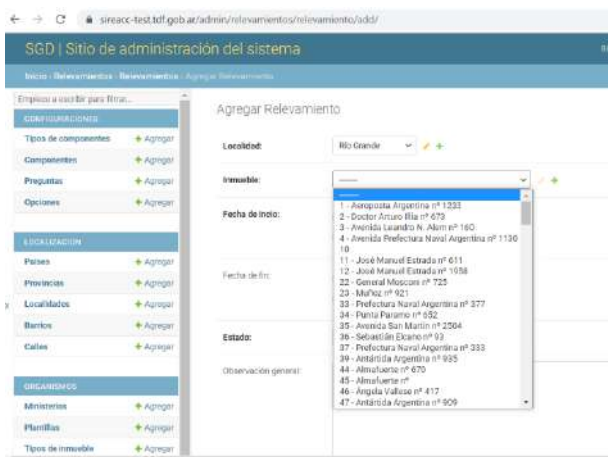 sireacc-test.tdf.gob.ar/admin/relevamientos/relevamiento/add/
SGD | Sitio de administración del sistema
Inicio › Relevamientos › Relevamientos › Agregar Relevamiento
Empiece a escribir para filtrar...
Agregar Relevamiento
CONFIGURACIONES
Tipos de componentes + Agregar
Localidad: Río Grande
Componentes + Agregar
Preguntas + Agregar
Inmueble: --------
Opciones + Agregar
--------
1 - Aeroposta Argentina nº 1233
Fecha de Incio:
2 - Doctor Arturo Illia nº 673
3 - Avenida Leandro N. Alem nº 160
4 - Avenida Prefectura Naval Argentina nº 1136
10
LOCALIZACION
11 - José Manuel Estrada nº 611
Paises + Agregar
12 - José Manuel Estrada nº 1958
Fecha de fin:
22 - General Mosconi nº 725
Provincias + Agregar
23 - Muñoz nº 921
Localidades + Agregar
33 - Prefectura Naval Argentina nº 377
34 - Punta Paramo nº 652
Barrios + Agregar
35 - Avenida San Martín nº 2504
Estado:
36 - Sebastián Elcano nº 93
Calles + Agregar
37 - Prefectura Naval Argentina nº 333
39 - Antártida Argentina nº 935
Observación general:
44 - Almafuerte nº 670
ORGANISMOS
45 - Almafuerte nº
Ministerios + Agregar
46 - Ángela Vallese nº 417
47 - Antártida Argentina nº 909
Plantillas + Agregar
Tipos de inmueble + Agregar